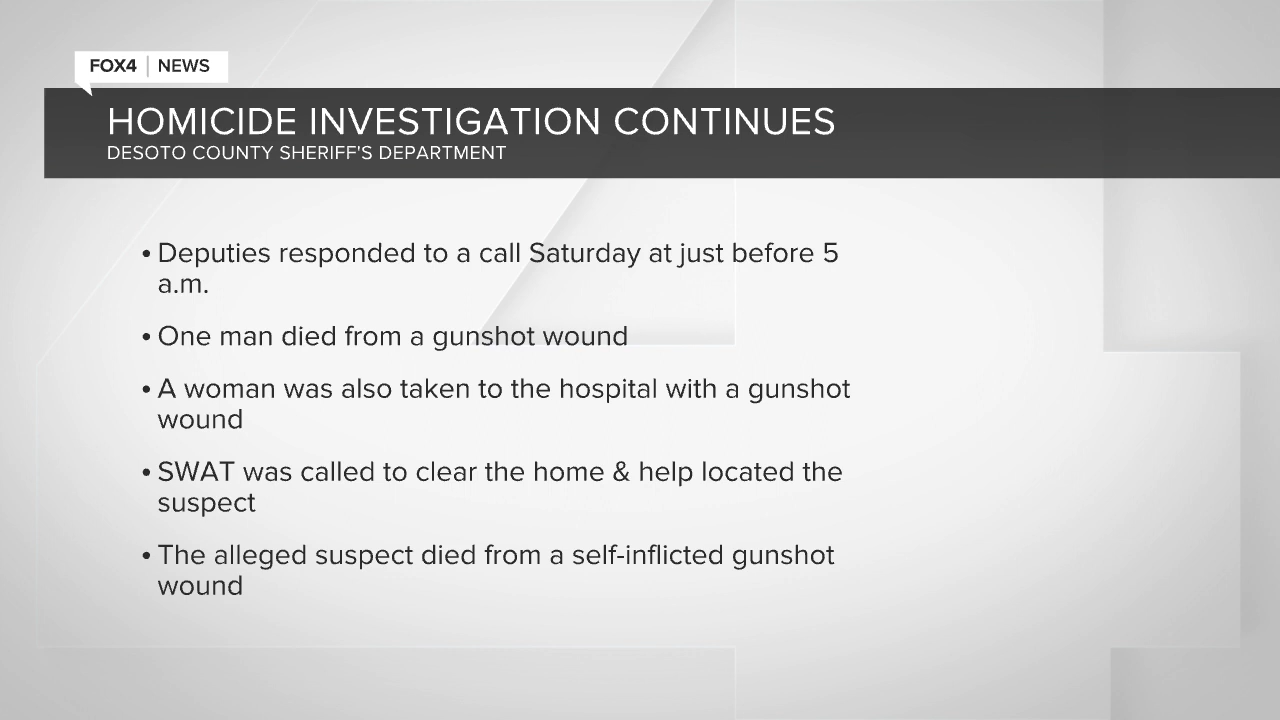 FOX4 | NEWS
HOMICIDE INVESTIGATION CONTINUES
DESOTO COUNTY SHERIFF'S DEPARTMENT
• Deputies responded to a call Saturday at just before 5
a.m.
• One man died from a gunshot wound
• A woman was also taken to the hospital with a gunshot
wound
• SWAT was called to clear the home & help located the
suspect
• The alleged suspect died from a self-inflicted gunshot
wound